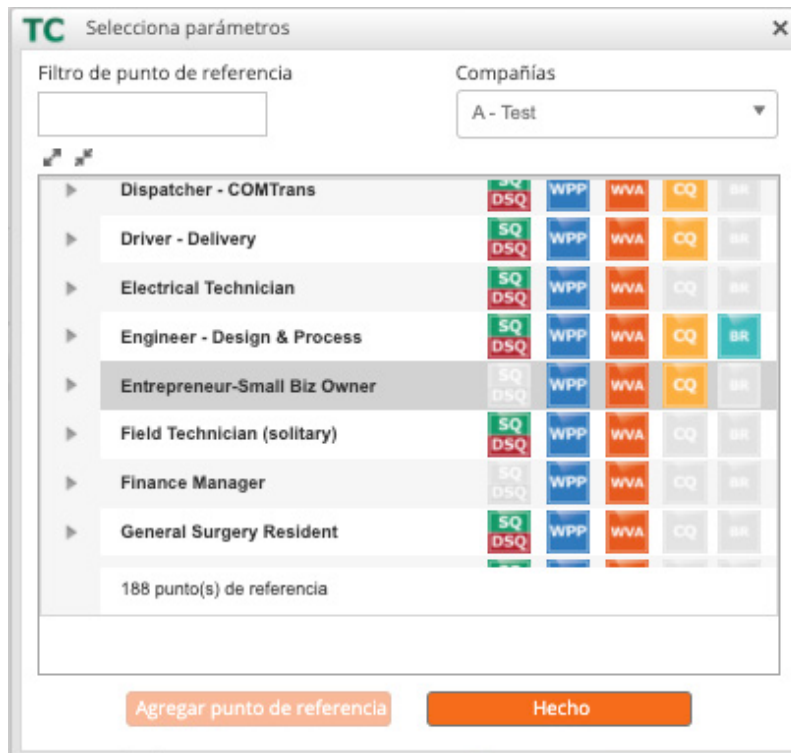 TC Selecciona parámetros
Filtro de punto de referencia Compañías
A - Test
Dispatcher - COMTrans SQ DSQ WPP WVA CQ BR
Driver - Delivery SQ DSQ WPP WVA CQ BR
Electrical Technician SQ DSQ WPP WVA CQ BR
Engineer - Design & Process SQ DSQ WPP WVA CQ BR
Entrepreneur-Small Biz Owner SQ DSQ WPP WVA CQ BR
Field Technician (solitary) SQ DSQ WPP WVA CQ BR
Finance Manager SQ DSQ WPP WVA CQ BR
General Surgery Resident SQ DSQ WPP WVA CQ BR
188 punto(s) de referencia
Agregar punto de referencia Hecho